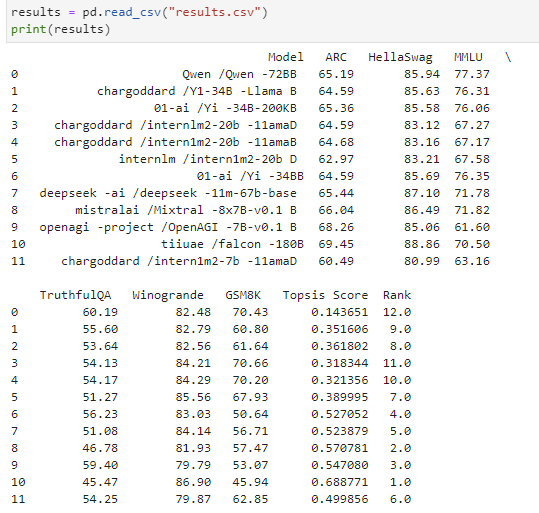 results = pd.read_csv("results.csv")
print(results)
Model ARC HellaSwag MMLU \
0 Qwen /Qwen -72BB 65.19 85.94 77.37
1 chargoddard /Y1-34B -Llama B 64.59 85.63 76.31
2 01-ai /Yi -34B-200KB 65.36 85.58 76.06
3 chargoddard /internlm2-20b -11amaD 64.59 83.12 67.27
4 chargoddard /intern1m2-20b -11amaB 64.68 83.16 67.17
5 internlm /intern1m2-20b D 62.97 83.21 67.58
6 01-ai /Yi -34BB 64.59 85.69 76.35
7 deepseek -ai /deepseek -11m-67b-base 65.44 87.10 71.78
8 mistralai /Mixtral -8x7B-v0.1 B 66.04 86.49 71.82
9 openagi -project /OpenAGI -7B-v0.1 B 68.26 85.06 61.60
10 tiiuae /falcon -180B 69.45 88.86 70.50
11 chargoddard /intern1m2-7b -11amaD 60.49 80.99 63.16
TruthfulQA Winogrande GSM8K Topsis Score Rank
0 60.19 82.48 70.43 0.143651 12.0
1 55.60 82.79 60.80 0.351606 9.0
2 53.64 82.56 61.64 0.361802 8.0
3 54.13 84.21 70.66 0.318344 11.0
4 54.17 84.29 70.20 0.321356 10.0
5 51.27 85.56 67.93 0.389995 7.0
6 56.23 83.03 50.64 0.527052 4.0
7 51.08 84.14 56.71 0.523879 5.0
8 46.78 81.93 57.47 0.570781 2.0
9 59.40 79.79 53.07 0.547080 3.0
10 45.47 86.90 45.94 0.688771 1.0
11 54.25 79.87 62.85 0.499856 6.0